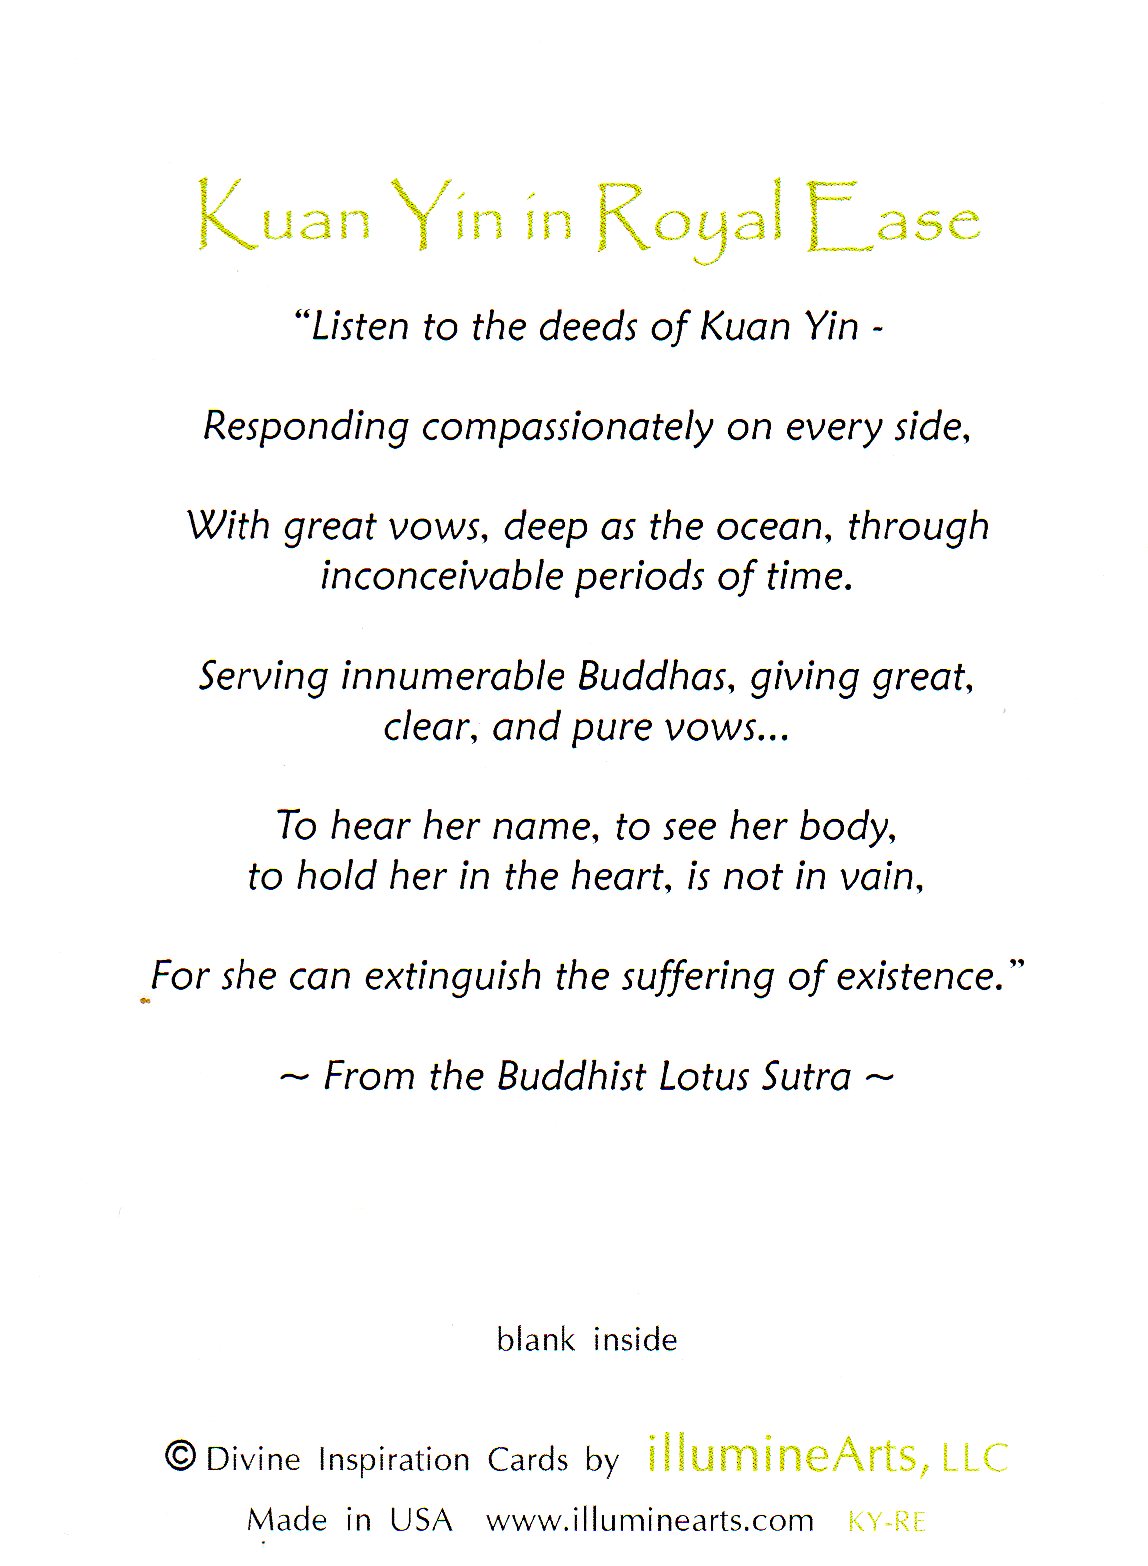 Kuan Yin in Royal Ease
“Listen to the deeds of Kuan Yin -
Responding compassionately on every side,
With great vows, deep as the ocean, through
inconceivable periods of time.
Serving innumerable Buddhas, giving great,
clear, and pure vows...
To hear her name, to see her body,
to hold her in the heart, is not in vain,
For she can extinguish the suffering of existence.”
~ From the Buddhist Lotus Sutra ~
blank inside
© Divine Inspiration Cards by illumineArts, LLC
Made in USA www.illuminearts.com KY-RE